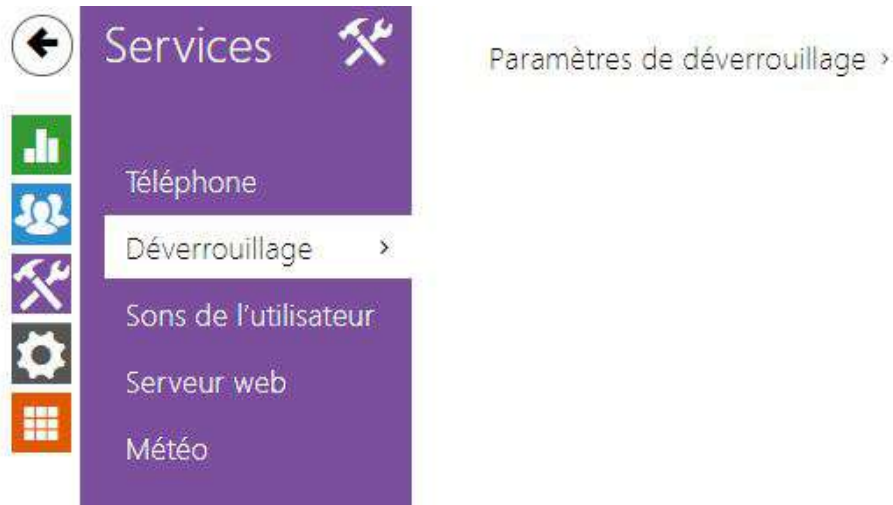 Services
Téléphone
Déverrouillage >
Sons de l'utilisateur
Serveur web
Météo
Paramètres de déverrouillage >